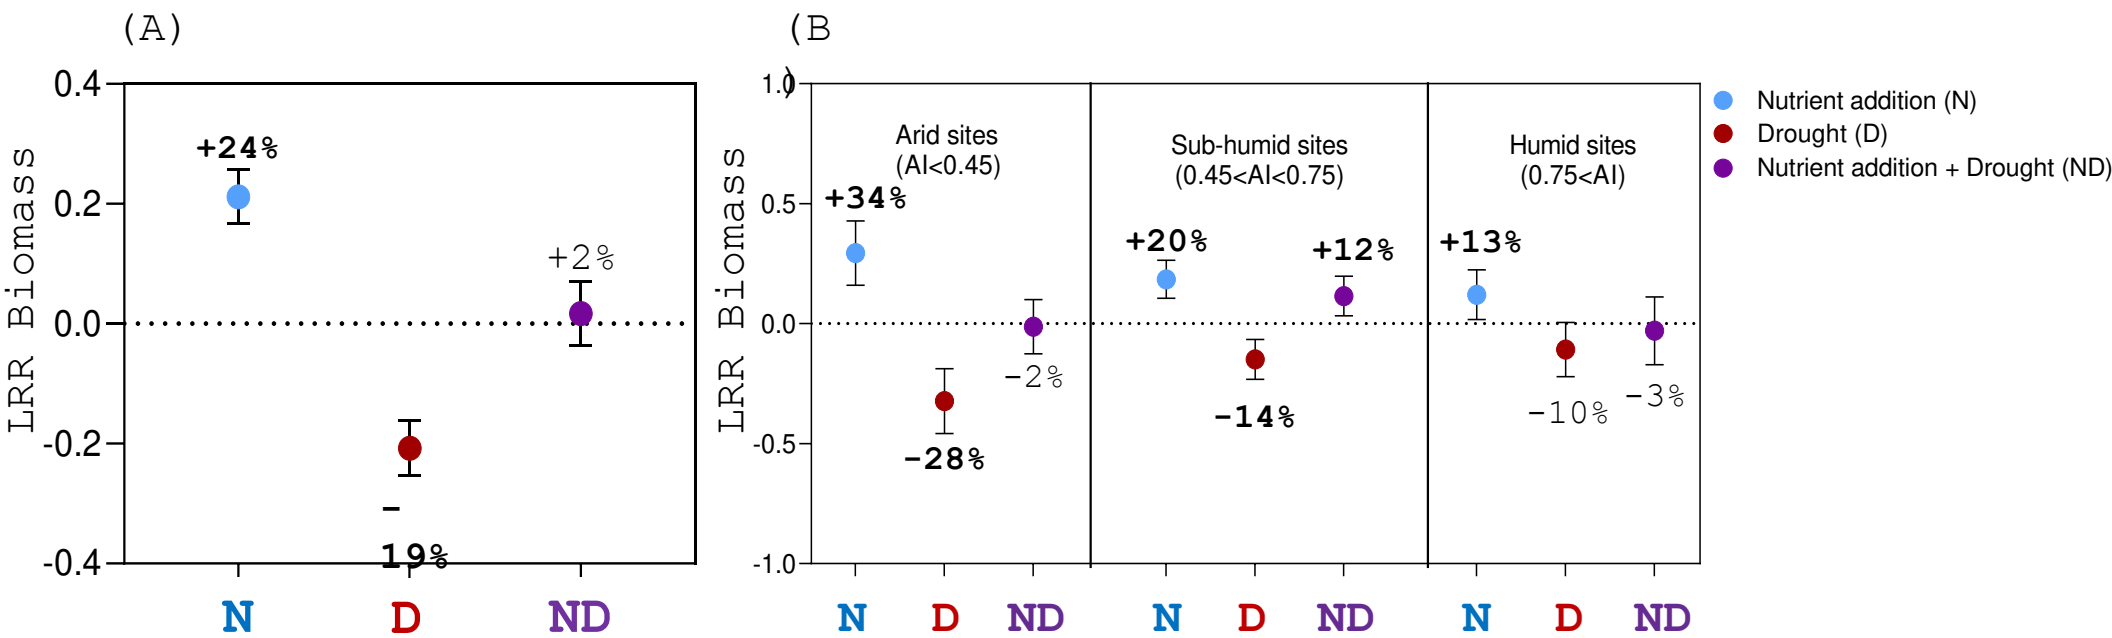 (A)
0.4
0.2
0.0
-0.2
-0.4
LRR Biomass
+24%
−
19%
+2%
N
D
ND
(B
)
1.0
0.5
0.0
-0.5
-1.0
LRR Biomass
Arid sites
(AI<0.45)
+34%
−28%
−2%
Sub-humid sites
(0.45<AI<0.75)
+20%
−14%
+12%
Humid sites
(0.75<AI)
+13%
−10%
−3%
N
D
ND
N
D
ND
N
D
ND
Nutrient addition (N)
Drought (D)
Nutrient addition + Drought (ND)